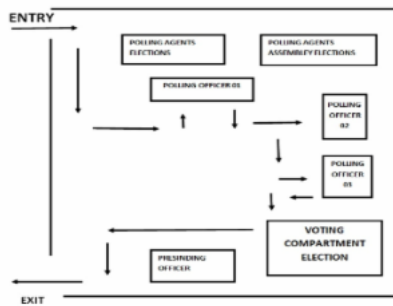 ENTRY
POLLING AGENTS
ELECTIONS
POLLING AGENTS
ASSEMBLY ELECTIONS
POLLING OFFICER 01
POLLING
OFFICER
02
POLLING
OFFICER
03
VOTING
COMPARTMENT
ELECTION
PRESINDING
OFFICER
EXIT